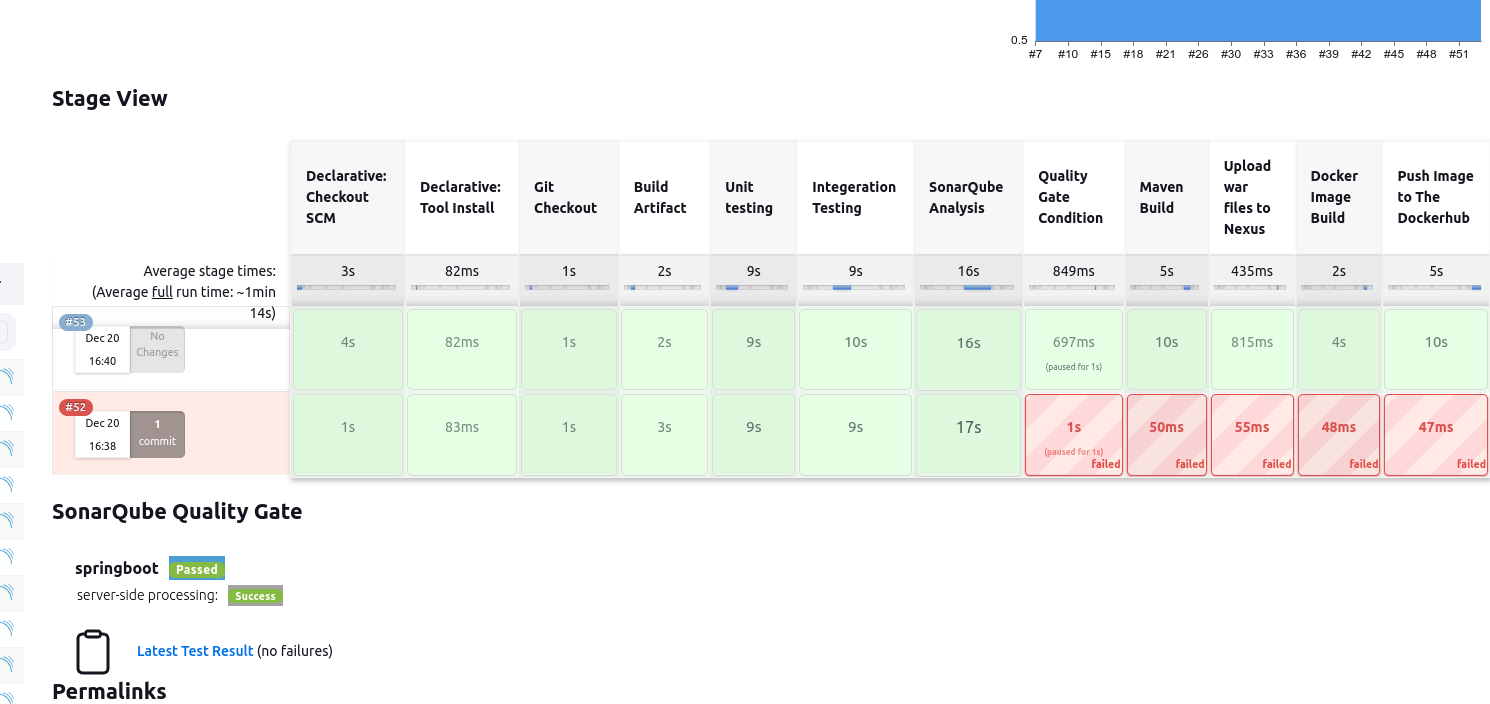 0.5
#7 #10 #15 #18 #21 #26 #30 #33 #36 #39 #42 #45 #48 #51
Stage View
Declarative:
Checkout
SCM
Declarative:
Tool Install
Git
Checkout
Build
Artifact
Unit
testing
Integeration
Testing
SonarQube
Analysis
Quality
Gate
Condition
Maven
Build
Upload
war
files to
Nexus
Docker
Image
Build
Push Image
to The
Dockerhub
Average stage times:
(Average full run time: ~1min
14s)
3s 82ms 1s 2s 9s 9s 16s 849ms 5s 435ms 2s 5s
#53
Dec 20
16:40
No
Changes
4s 82ms 1s 2s 9s 10s 16s 697ms 10s 815ms 4s 10s
(paused for 1s)
#52
Dec 20
16:38
1
commit
1s 83ms 1s 3s 9s 9s 17s 1s 50ms 55ms 48ms 47ms
(paused for 1s)
failed failed failed failed failed
SonarQube Quality Gate
springboot Passed
server-side processing: Success
Latest Test Result (no failures)
Permalinks